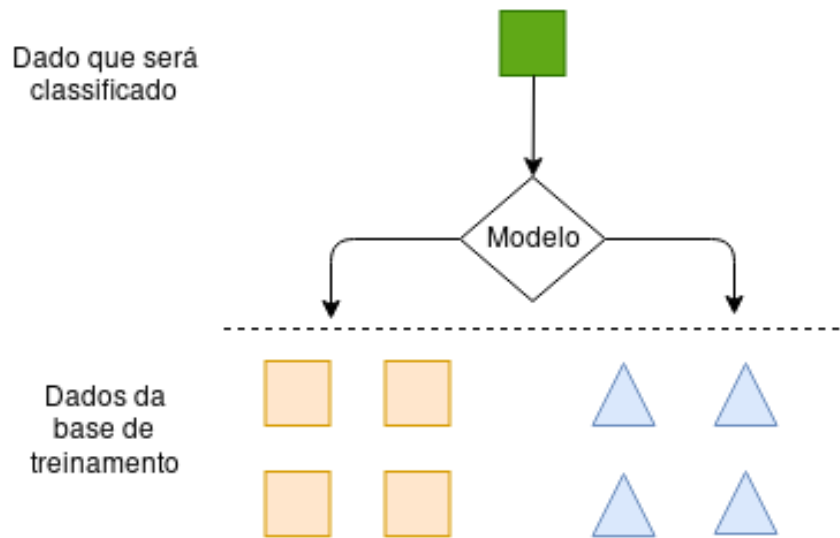 Dado que será
classificado
Modelo
Dados da
base de
treinamento